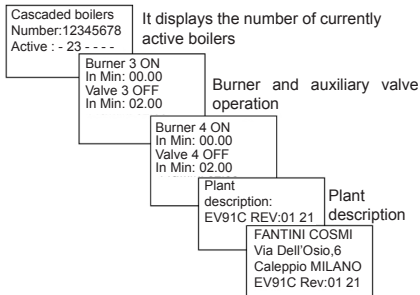 Cascaded boilers
Number:12345678
Active : - 23 - - - -
It displays the number of currently
active boilers
Burner 3 ON
In Min: 00.00
Valve 3 OFF
In Min: 02.00
Burner and auxiliary valve
operation
Burner 4 ON
In Min: 00.00
Valve 4 OFF
In Min: 02.00
Plant
description:
EV91C REV:01 21
Plant
description
FANTINI COSMI
Via Dell'Osio,6
Caleppio MILANO
EV91C Rev:01 21